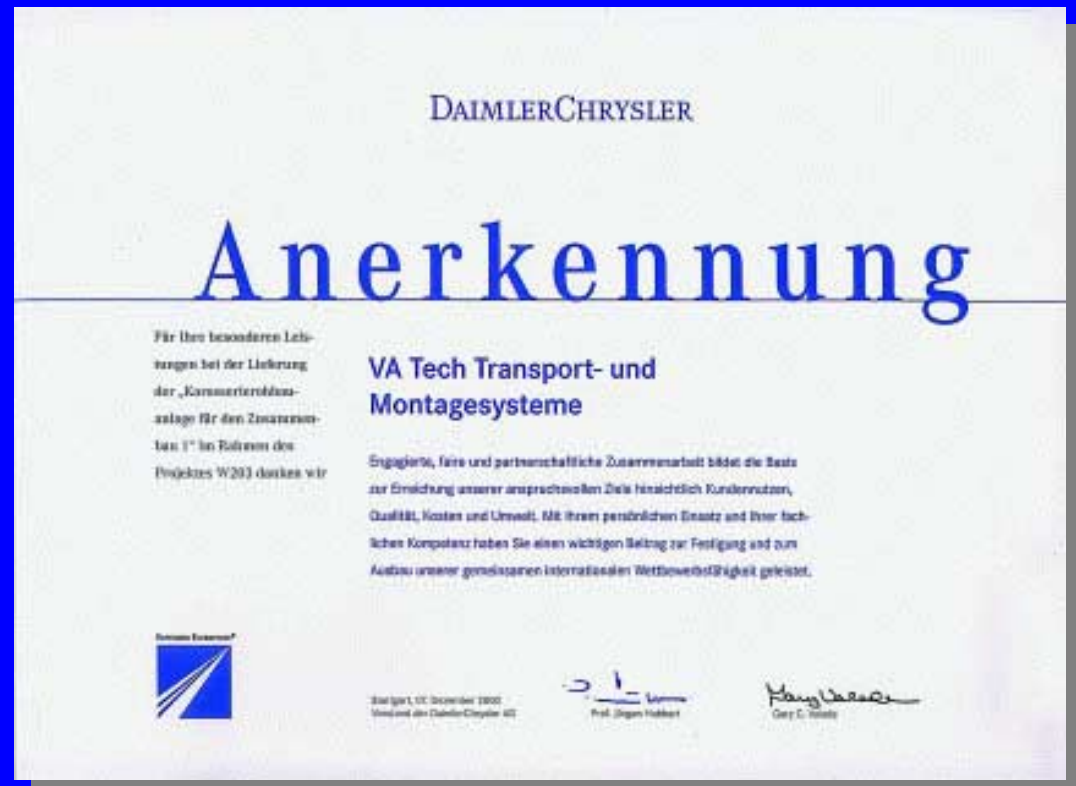 DAIMLERCHRYSLER
Anerkennung
Für Ihre besonderen Leis-
tungen bei der Lieferung
der „Karosserierohbau-
anlage für den Zusammen-
bau 1" im Rahmen des
Projektes W203 danken wir
VA Tech Transport- und
Montagesysteme
Engagierte, faire und partnerschaftliche Zusammenarbeit bildet die Basis
zur Erreichung unserer anspruchsvollen Ziele hinsichtlich Kundennutzen,
Qualität, Kosten und Umwelt. Mit Ihrem persönlichen Einsatz und Ihrer fach-
lichen Kompetenz haben Sie einen wichtigen Beitrag zur Festigung und zum
Ausbau unserer gemeinsamen internationalen Wettbewerbsfähigkeit geleistet.
Stuttgart, Dezember
Vorstand der DaimlerChrysler AG
Prof. Jürgen Hubbert
Gary C. Valade